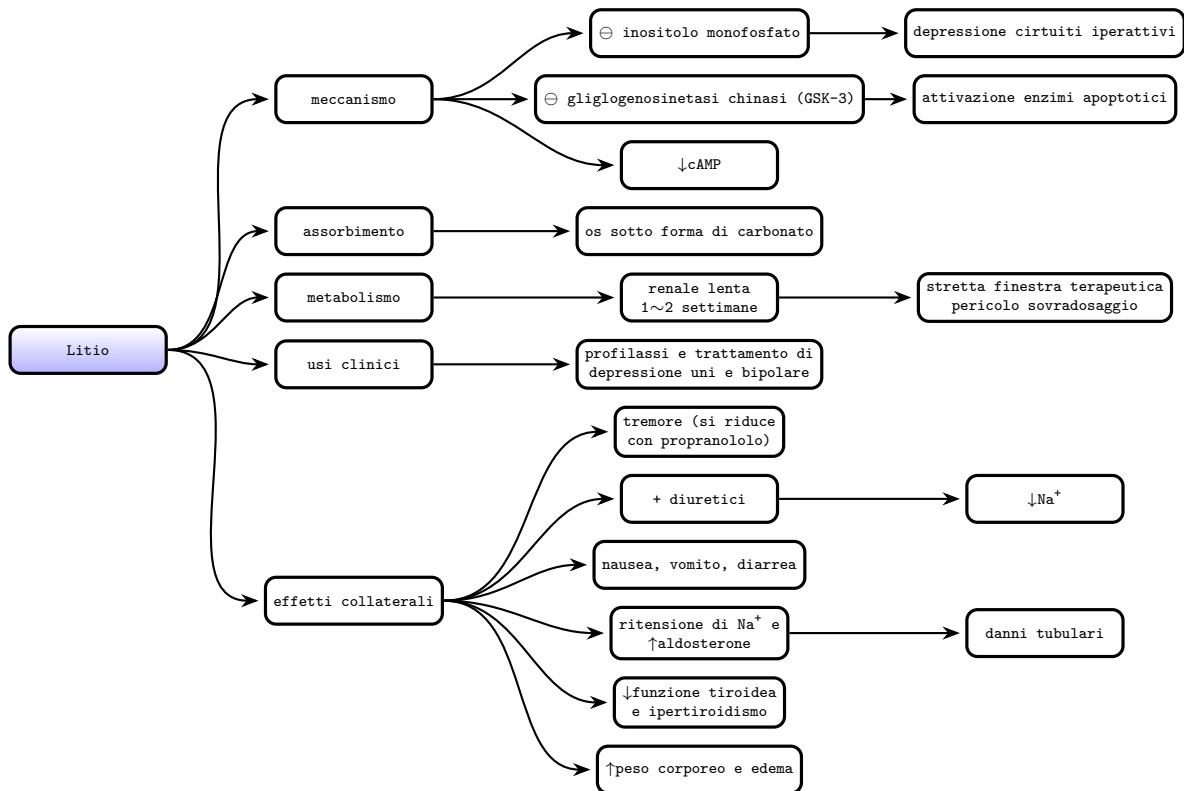 ⊖ inositolo monofosfato
depressione cirtuiti iperattivi
meccanismo
⊖ gliglogenosinetasi chinasi (GSK-3)
attivazione enzimi apoptotici
↓cAMP
assorbimento
os sotto forma di carbonato
metabolismo
renale lenta
1~2 settimane
stretta finestra terapeutica
pericolo sovradosaggio
Litio
usi clinici
profilassi e trattamento di
depressione uni e bipolare
tremore (si riduce
con propranololo)
+ diuretici
↓Na⁺
nausea, vomito, diarrea
effetti collaterali
ritensione di Na⁺ e
↑aldosterone
danni tubulari
↓funzione tiroidea
e ipertiroidismo
↑peso corporeo e edema